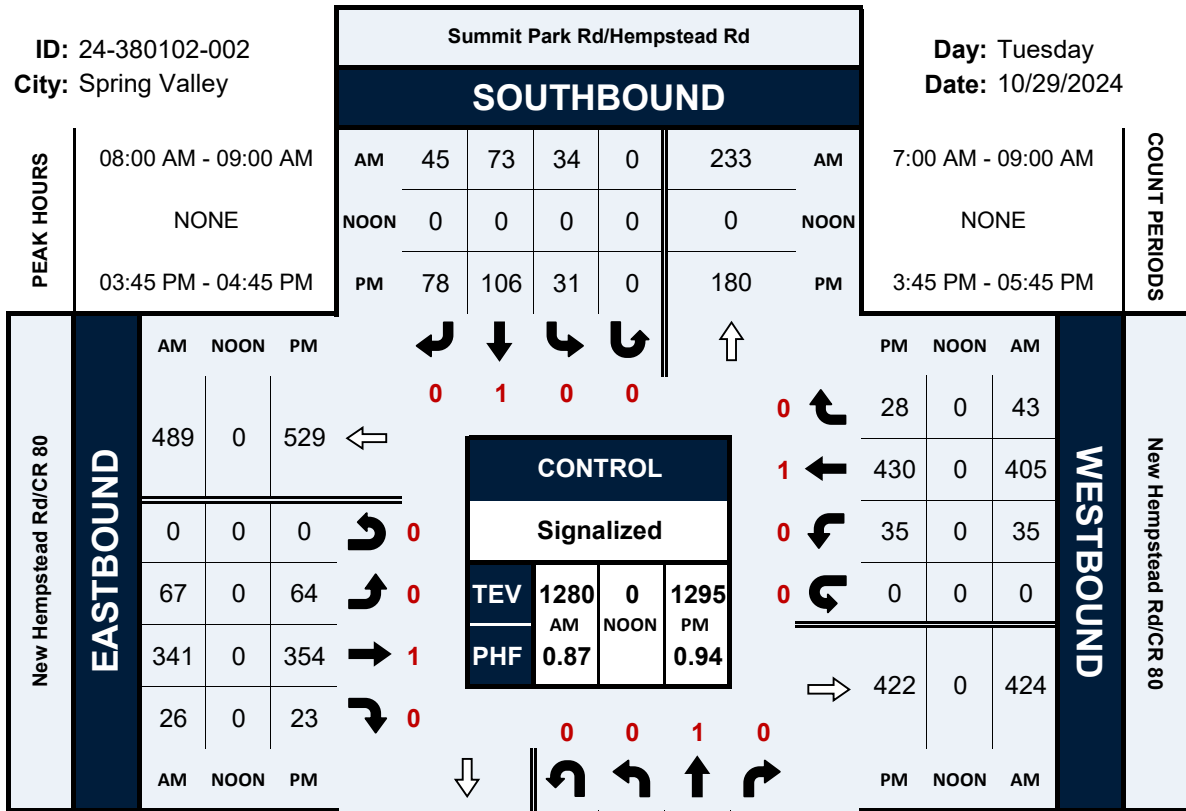 Summit Park Rd/Hempstead Rd
ID: 24-380102-002
City: Spring Valley
Day: Tuesday
Date: 10/29/2024
SOUTHBOUND
PEAK HOURS
08:00 AM - 09:00 AM
NONE
03:45 PM - 04:45 PM
AM 45 73 34 0 233 AM
NOON 0 0 0 0 0 NOON
PM 78 106 31 0 180 PM
7:00 AM - 09:00 AM
NONE
3:45 PM - 05:45 PM
COUNT PERIODS
0 1 0 0
New Hempstead Rd/CR 80
EASTBOUND
AM NOON PM
489 0 529
0 0 0 0
67 0 64 0
341 0 354 1
26 0 23 0
AM NOON PM
CONTROL
Signalized
TEV 1280 0 1295
AM NOON PM
PHF 0.87 0.94
PM NOON AM
0 28 0 43
1 430 0 405
0 35 0 35
0 0 0 0
422 0 424
PM NOON AM
WESTBOUND
New Hempstead Rd/CR 80
0 0 1 0